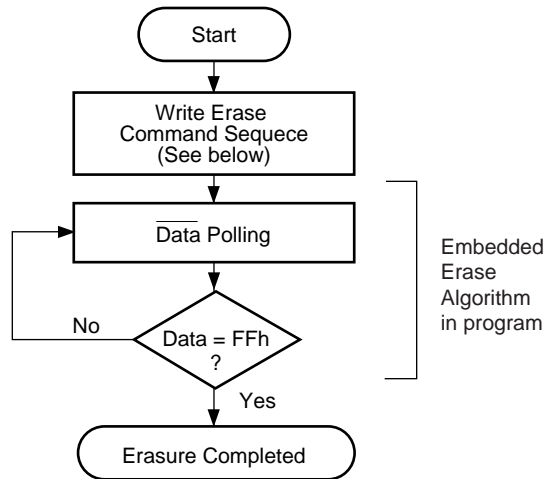 Start
Write Erase
Command Sequece
(See below)
Data Polling
Data = FFh
?
No
Yes
Erasure Completed
Embedded
Erase
Algorithm
in program